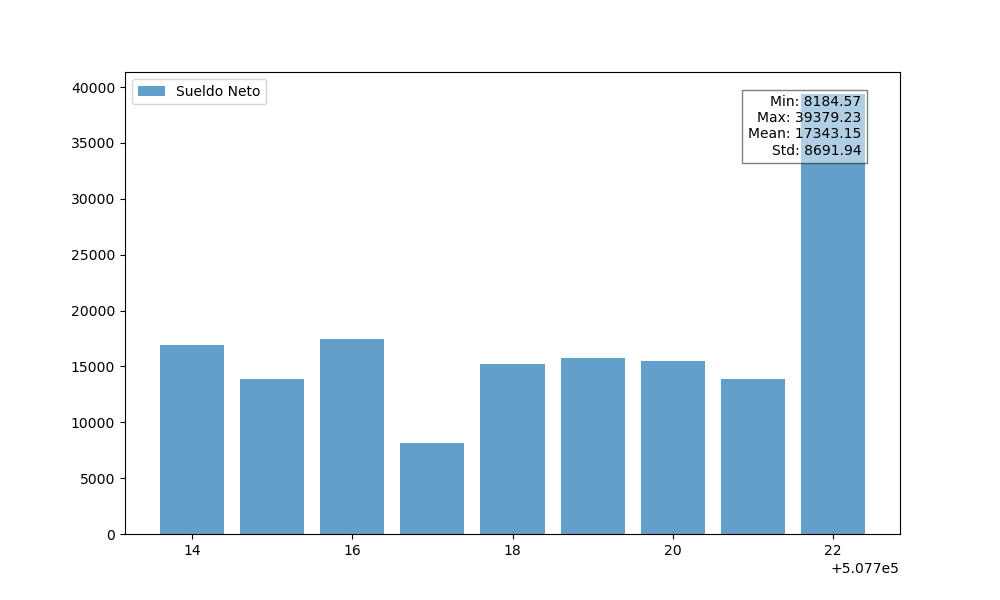 Sueldo Neto
Min: 8184.57
Max: 39379.23
Mean: 17343.15
Std: 8691.94
40000
35000
30000
25000
20000
15000
10000
5000
0
14 16 18 20 22
+5.077e5